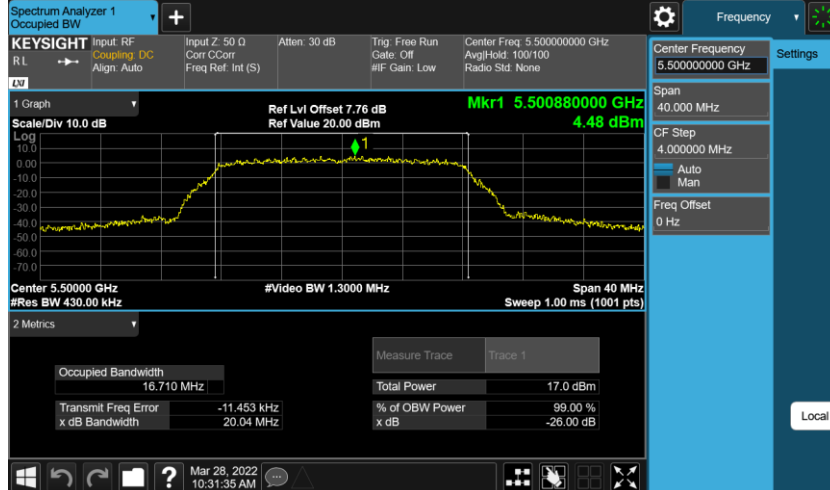 Spectrum Analyzer 1
Occupied BW
KEYSIGHT
R L
LXI
Input: RF
Coupling: DC
Align: Auto
Input Z: 50 Ω
Corr CCorr
Freq Ref: Int (S)
Atten: 30 dB
Trig: Free Run
Gate: Off
#IF Gain: Low
Center Freq: 5.500000000 GHz
Avg|Hold: 100/100
Radio Std: None
1 Graph
Scale/Div 10.0 dB
Ref Lvl Offset 7.76 dB
Ref Value 20.00 dBm
Mkr1 5.500880000 GHz
4.48 dBm
Log
10.0
0.00
-10.0
-20.0
-30.0
-40.0
-50.0
-60.0
-70.0
1
Center 5.50000 GHz
#Res BW 430.00 kHz
#Video BW 1.3000 MHz
Span 40 MHz
Sweep 1.00 ms (1001 pts)
2 Metrics
Measure Trace Trace 1
Occupied Bandwidth
16.710 MHz
Total Power 17.0 dBm
Transmit Freq Error -11.453 kHz
% of OBW Power 99.00 %
x dB Bandwidth 20.04 MHz
x dB -26.00 dB
?
Mar 28, 2022
10:31:35 AM
Frequency
Settings
Center Frequency
5.500000000 GHz
Span
40.000 MHz
CF Step
4.000000 MHz
Auto
Man
Freq Offset
0 Hz
Local